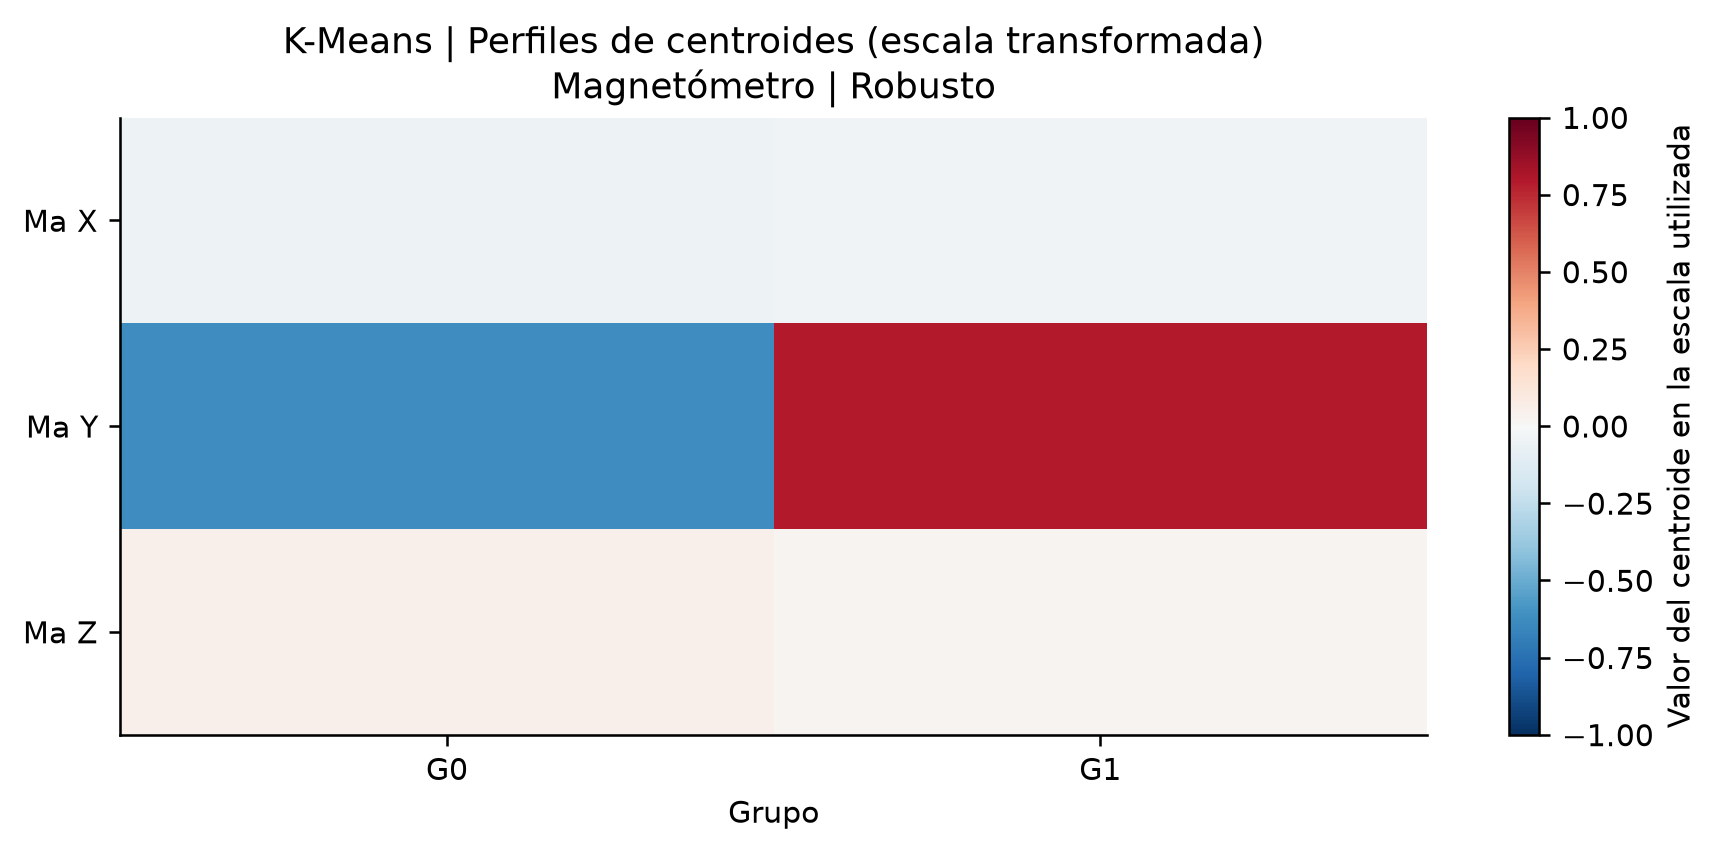 K-Means | Perfiles de centroides (escala transformada)
Magnetómetro | Robusto
Ma X
Ma Y
Ma Z
G0
G1
Grupo
1.00
0.75
0.50
0.25
0.00
−0.25
−0.50
−0.75
−1.00
Valor del centroide en la escala utilizada